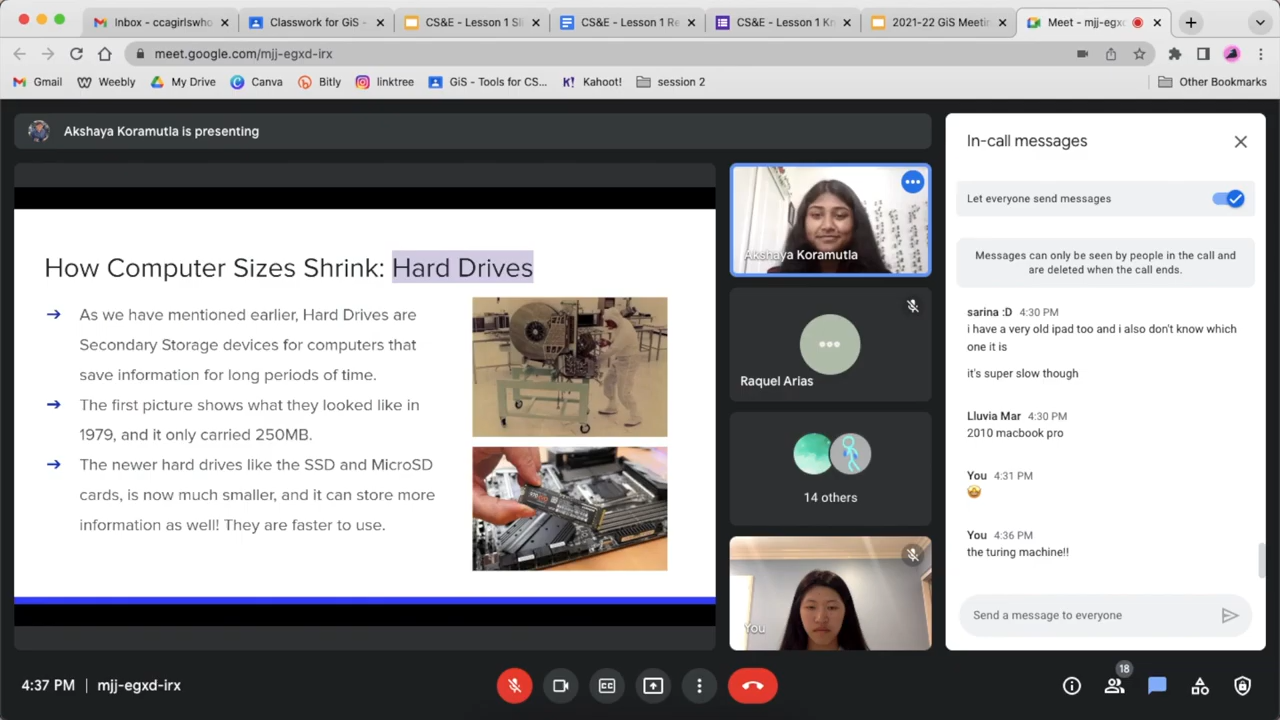 Inbox - ccagirlswho
Classwork for GiS -
CS&E - Lesson 1 Sli
CS&E - Lesson 1 Re
CS&E - Lesson 1 Kn
2021-22 GiS Meetin
Meet - mjj-egxd
meet.google.com/mjj-egxd-irx
Gmail
Weebly
My Drive
Canva
Bitly
linktree
GiS - Tools for CS...
K!
Kahoot!
session 2
Other Bookmarks
Akshaya Koramutla is presenting
How Computer Sizes Shrink: Hard Drives
→ As we have mentioned earlier, Hard Drives are
Secondary Storage devices for computers that
save information for long periods of time.
→ The first picture shows what they looked like in
1979, and it only carried 250MB.
→ The newer hard drives like the SSD and MicroSD
cards, is now much smaller, and it can store more
information as well! They are faster to use.
Akshaya Koramutla
Raquel Arias
14 others
You
In-call messages
Let everyone send messages
Messages can only be seen by people in the call and
are deleted when the call ends.
sarina :D 4:30 PM
i have a very old ipad too and i also don't know which
one it is
it's super slow though
Lluvia Mar 4:30 PM
2010 macbook pro
You 4:31 PM
🤩
You 4:36 PM
the turing machine!!
Send a message to everyone
4:37 PM | mjj-egxd-irx
CC
18